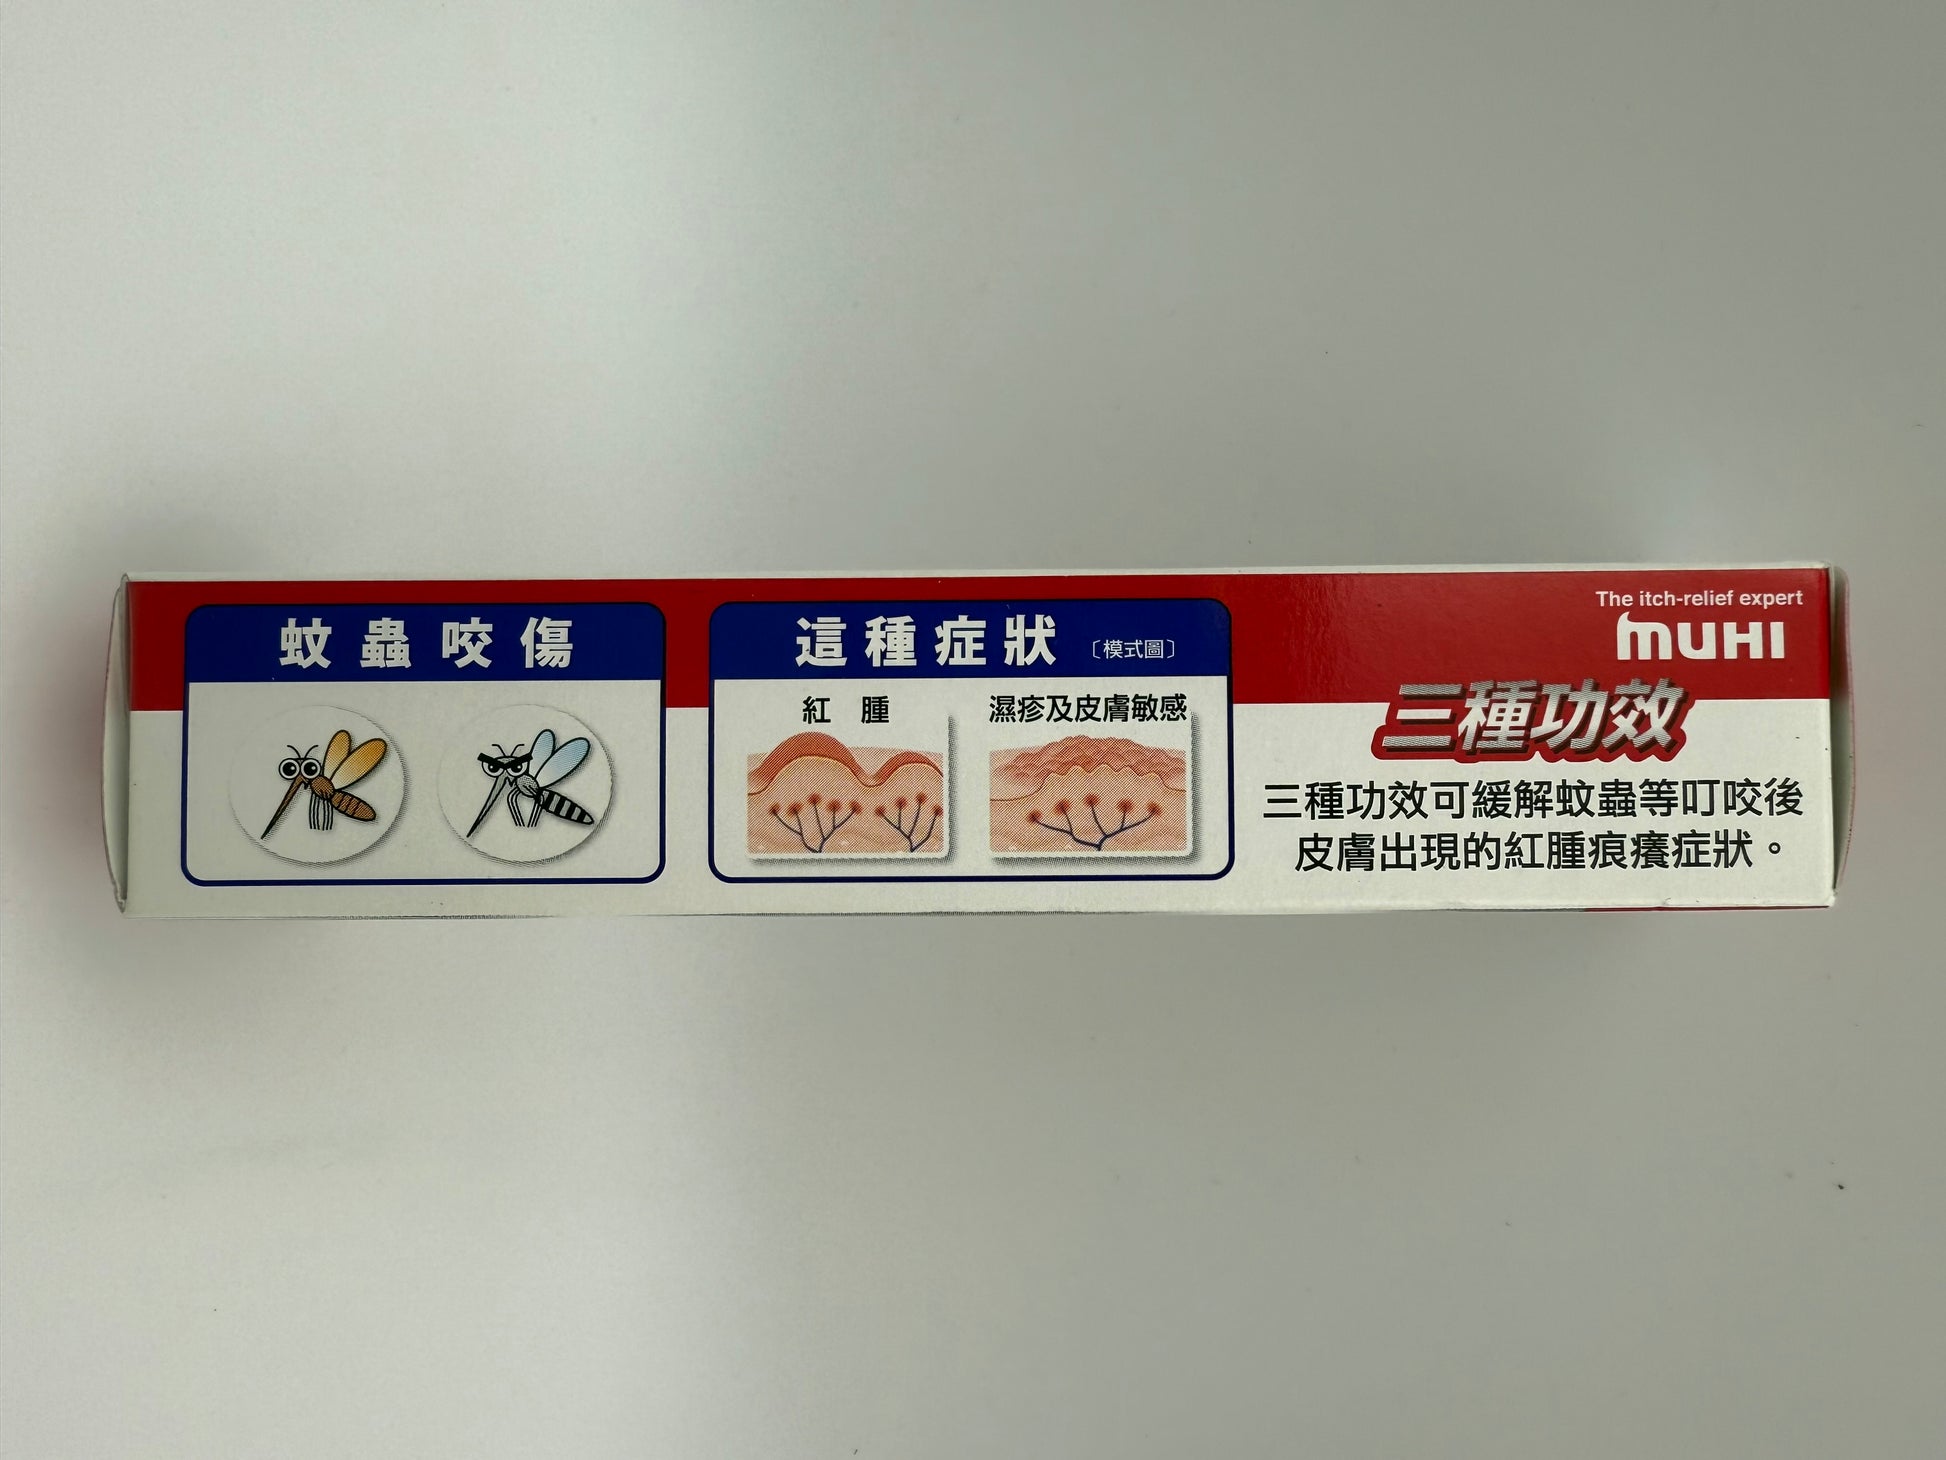 蚊蟲咬傷
這種症狀〔模式圖〕
紅腫
濕疹及皮膚敏感
The itch-relief expert
MUHI
三種功效
三種功效可緩解蚊蟲等叮咬後
皮膚出現的紅腫痕癢症狀。